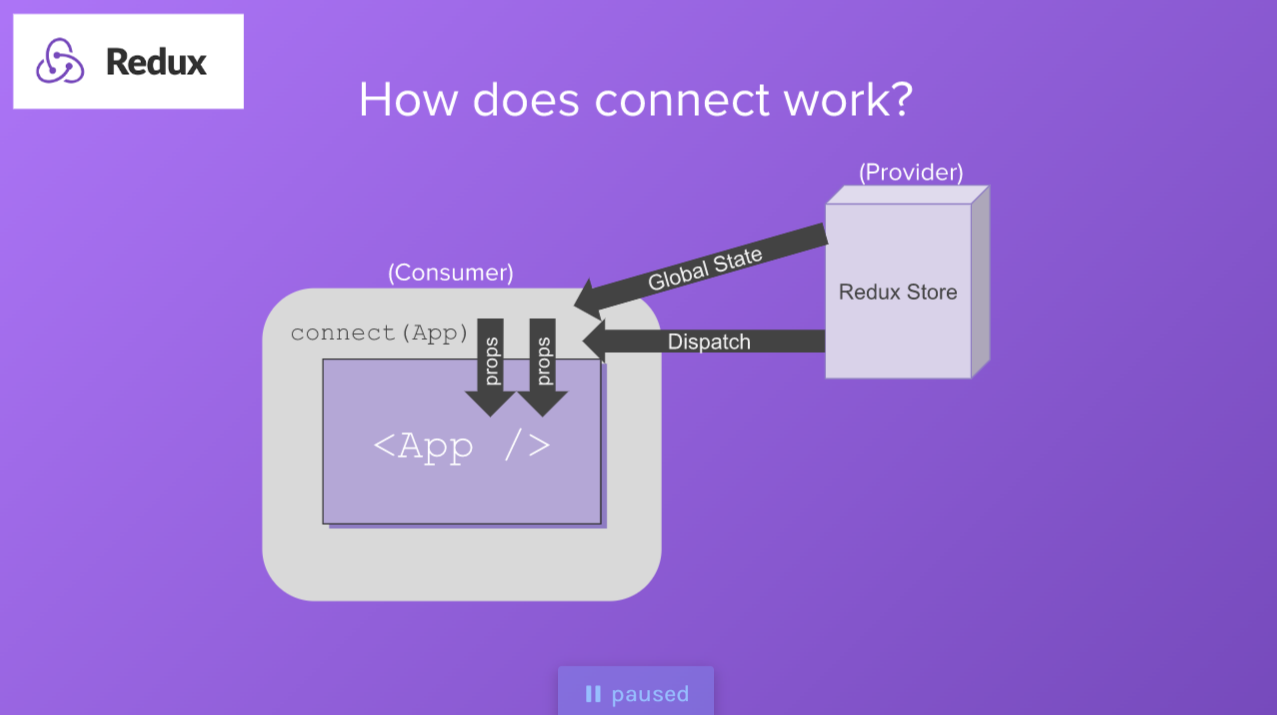 Redux
How does connect work?
(Provider)
Global State
Redux Store
(Consumer)
connect(App)
props
props
Dispatch
<App />
paused